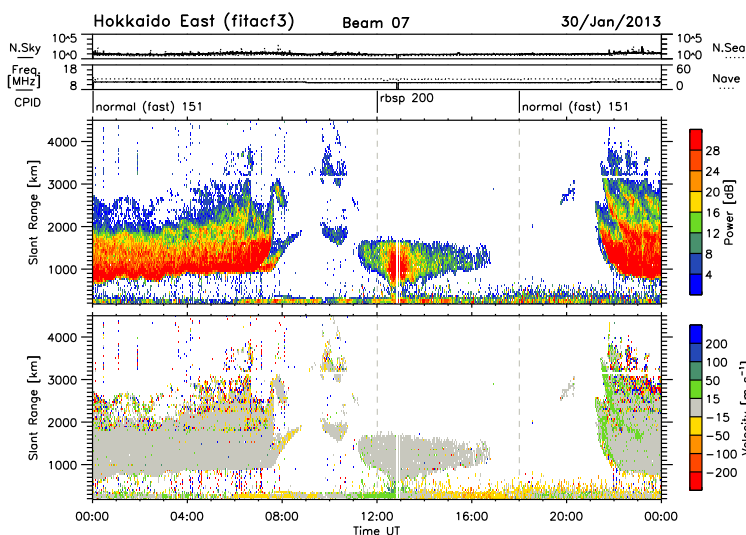 Hokkaido East (fitacf3) Beam 07 30/Jan/2013
N.Sky 10^5 10^0 10^5 10^0 N.Sea
Freq. [MHz] 18 8 60 0 Nave
CPID normal (fast) 151 rbsp 200 normal (fast) 151
Slant Range [km]
4000
3000
2000
1000
28
24
20
16
12
8
4
Power [dB]
Slant Range [km]
4000
3000
2000
1000
200
100
50
15
-15
-50
-100
-200
Velocity [m s^-1]
00:00 04:00 08:00 12:00 16:00 20:00 00:00
Time UT